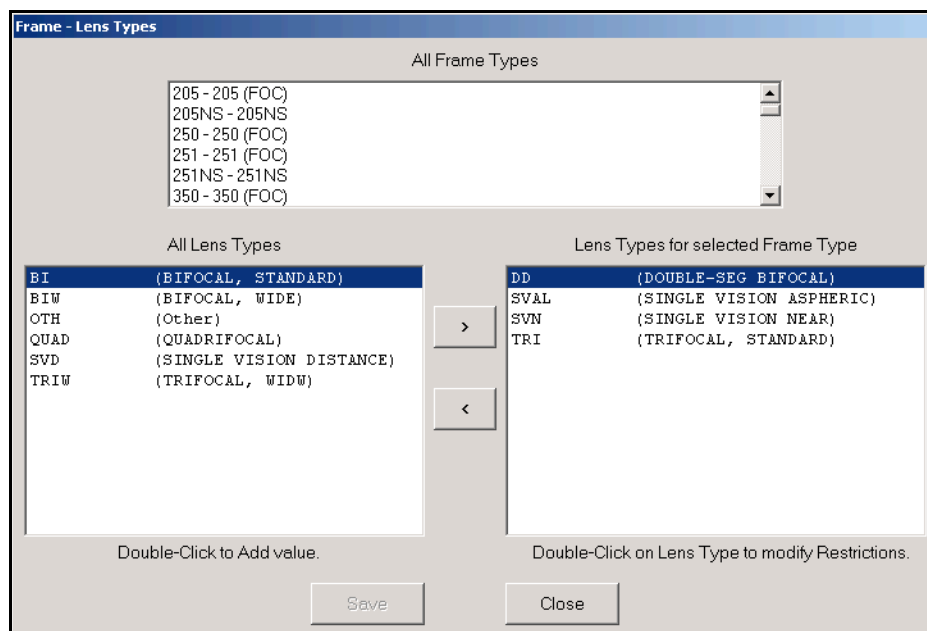 Frame - Lens Types
All Frame Types
205 - 205 (FOC)
205NS - 205NS
250 - 250 (FOC)
251 - 251 (FOC)
251NS - 251NS
350 - 350 (FOC)
All Lens Types
BI (BIFOCAL, STANDARD)
BIW (BIFOCAL, WIDE)
OTH (Other)
QUAD (QUADRIFOCAL)
SVD (SINGLE VISION DISTANCE)
TRIW (TRIFOCAL, WIDW)
Double-Click to Add value.
>
<
Lens Types for selected Frame Type
DD (DOUBLE-SEG BIFOCAL)
SVAL (SINGLE VISION ASPHERIC)
SVN (SINGLE VISION NEAR)
TRI (TRIFOCAL, STANDARD)
Double-Click on Lens Type to modify Restrictions.
Save
Close